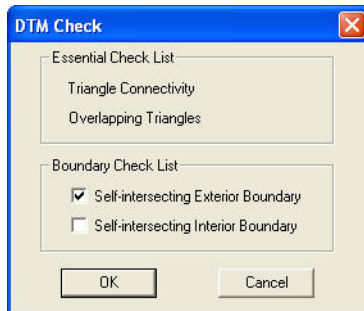 DTM Check
Essential Check List
Triangle Connectivity
Overlapping Triangles
Boundary Check List
Self-intersecting Exterior Boundary
Self-intersecting Interior Boundary
OK Cancel